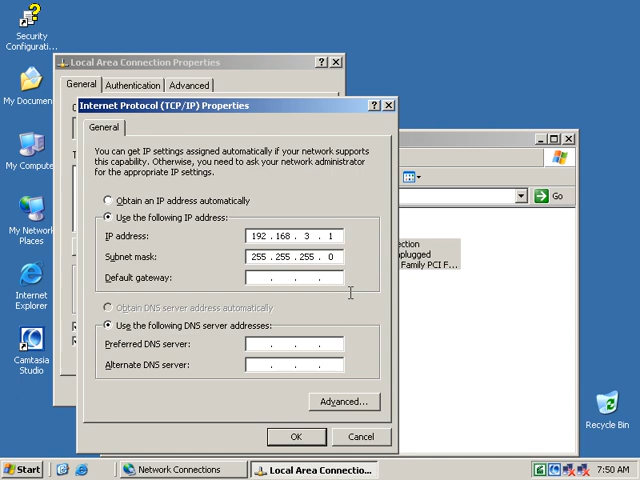 Security
Configurati...
My Documen
My Compute
My Network
Places
Internet
Explorer
Camtasia
Studio
Local Area Connection Properties
General
Authentication
Advanced
Internet Protocol (TCP/IP) Properties
General
You can get IP settings assigned automatically if your network supports
this capability. Otherwise, you need to ask your network administrator
for the appropriate IP settings.
Obtain an IP address automatically
Use the following IP address:
IP address:
192 . 168 . 3 . 1
Subnet mask:
255 . 255 . 255 . 0
Default gateway:
. . .
Obtain DNS server address automatically
Use the following DNS server addresses:
Preferred DNS server:
. . .
Alternate DNS server:
. . .
Advanced...
OK
Cancel
Go
ection
nplugged
Family PCI F...
Recycle Bin
Start
Network Connections
Local Area Connectio...
7:50 AM